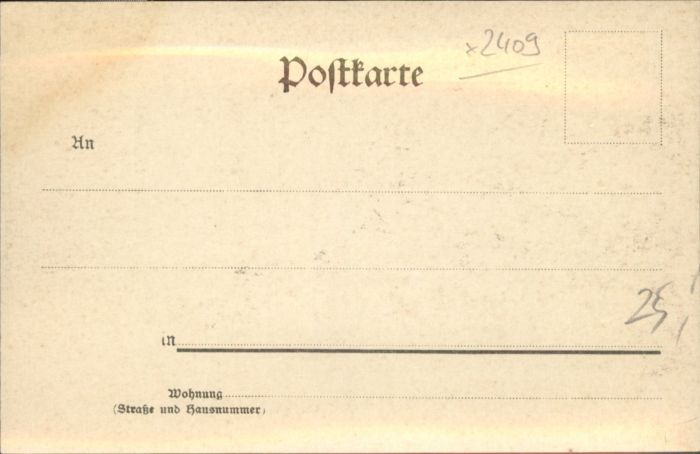 x2409
Postkarte
An
25,
in
Wohnung
(Straße und Hausnummer)